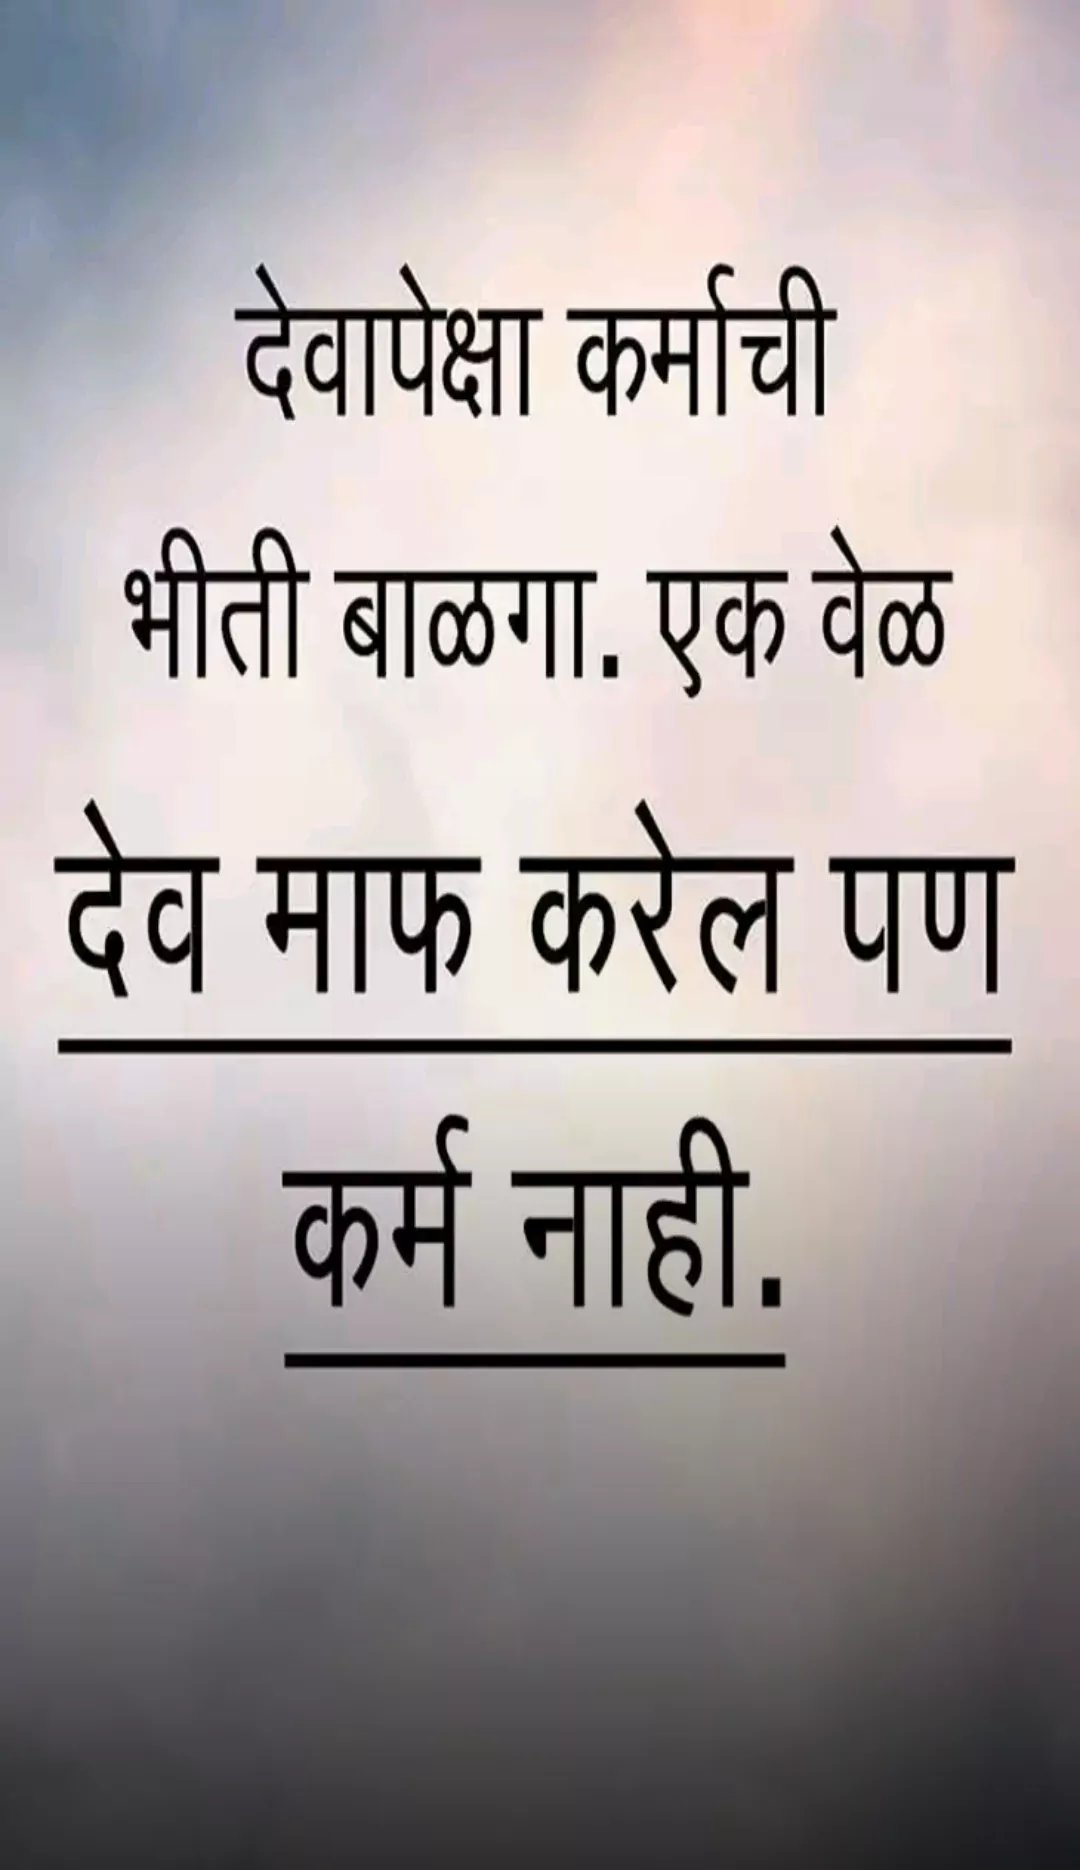 देवापेक्षा कर्माची
भीती बाळगा. एक वेळ
देव माफ करेल पण
कर्म नाही.